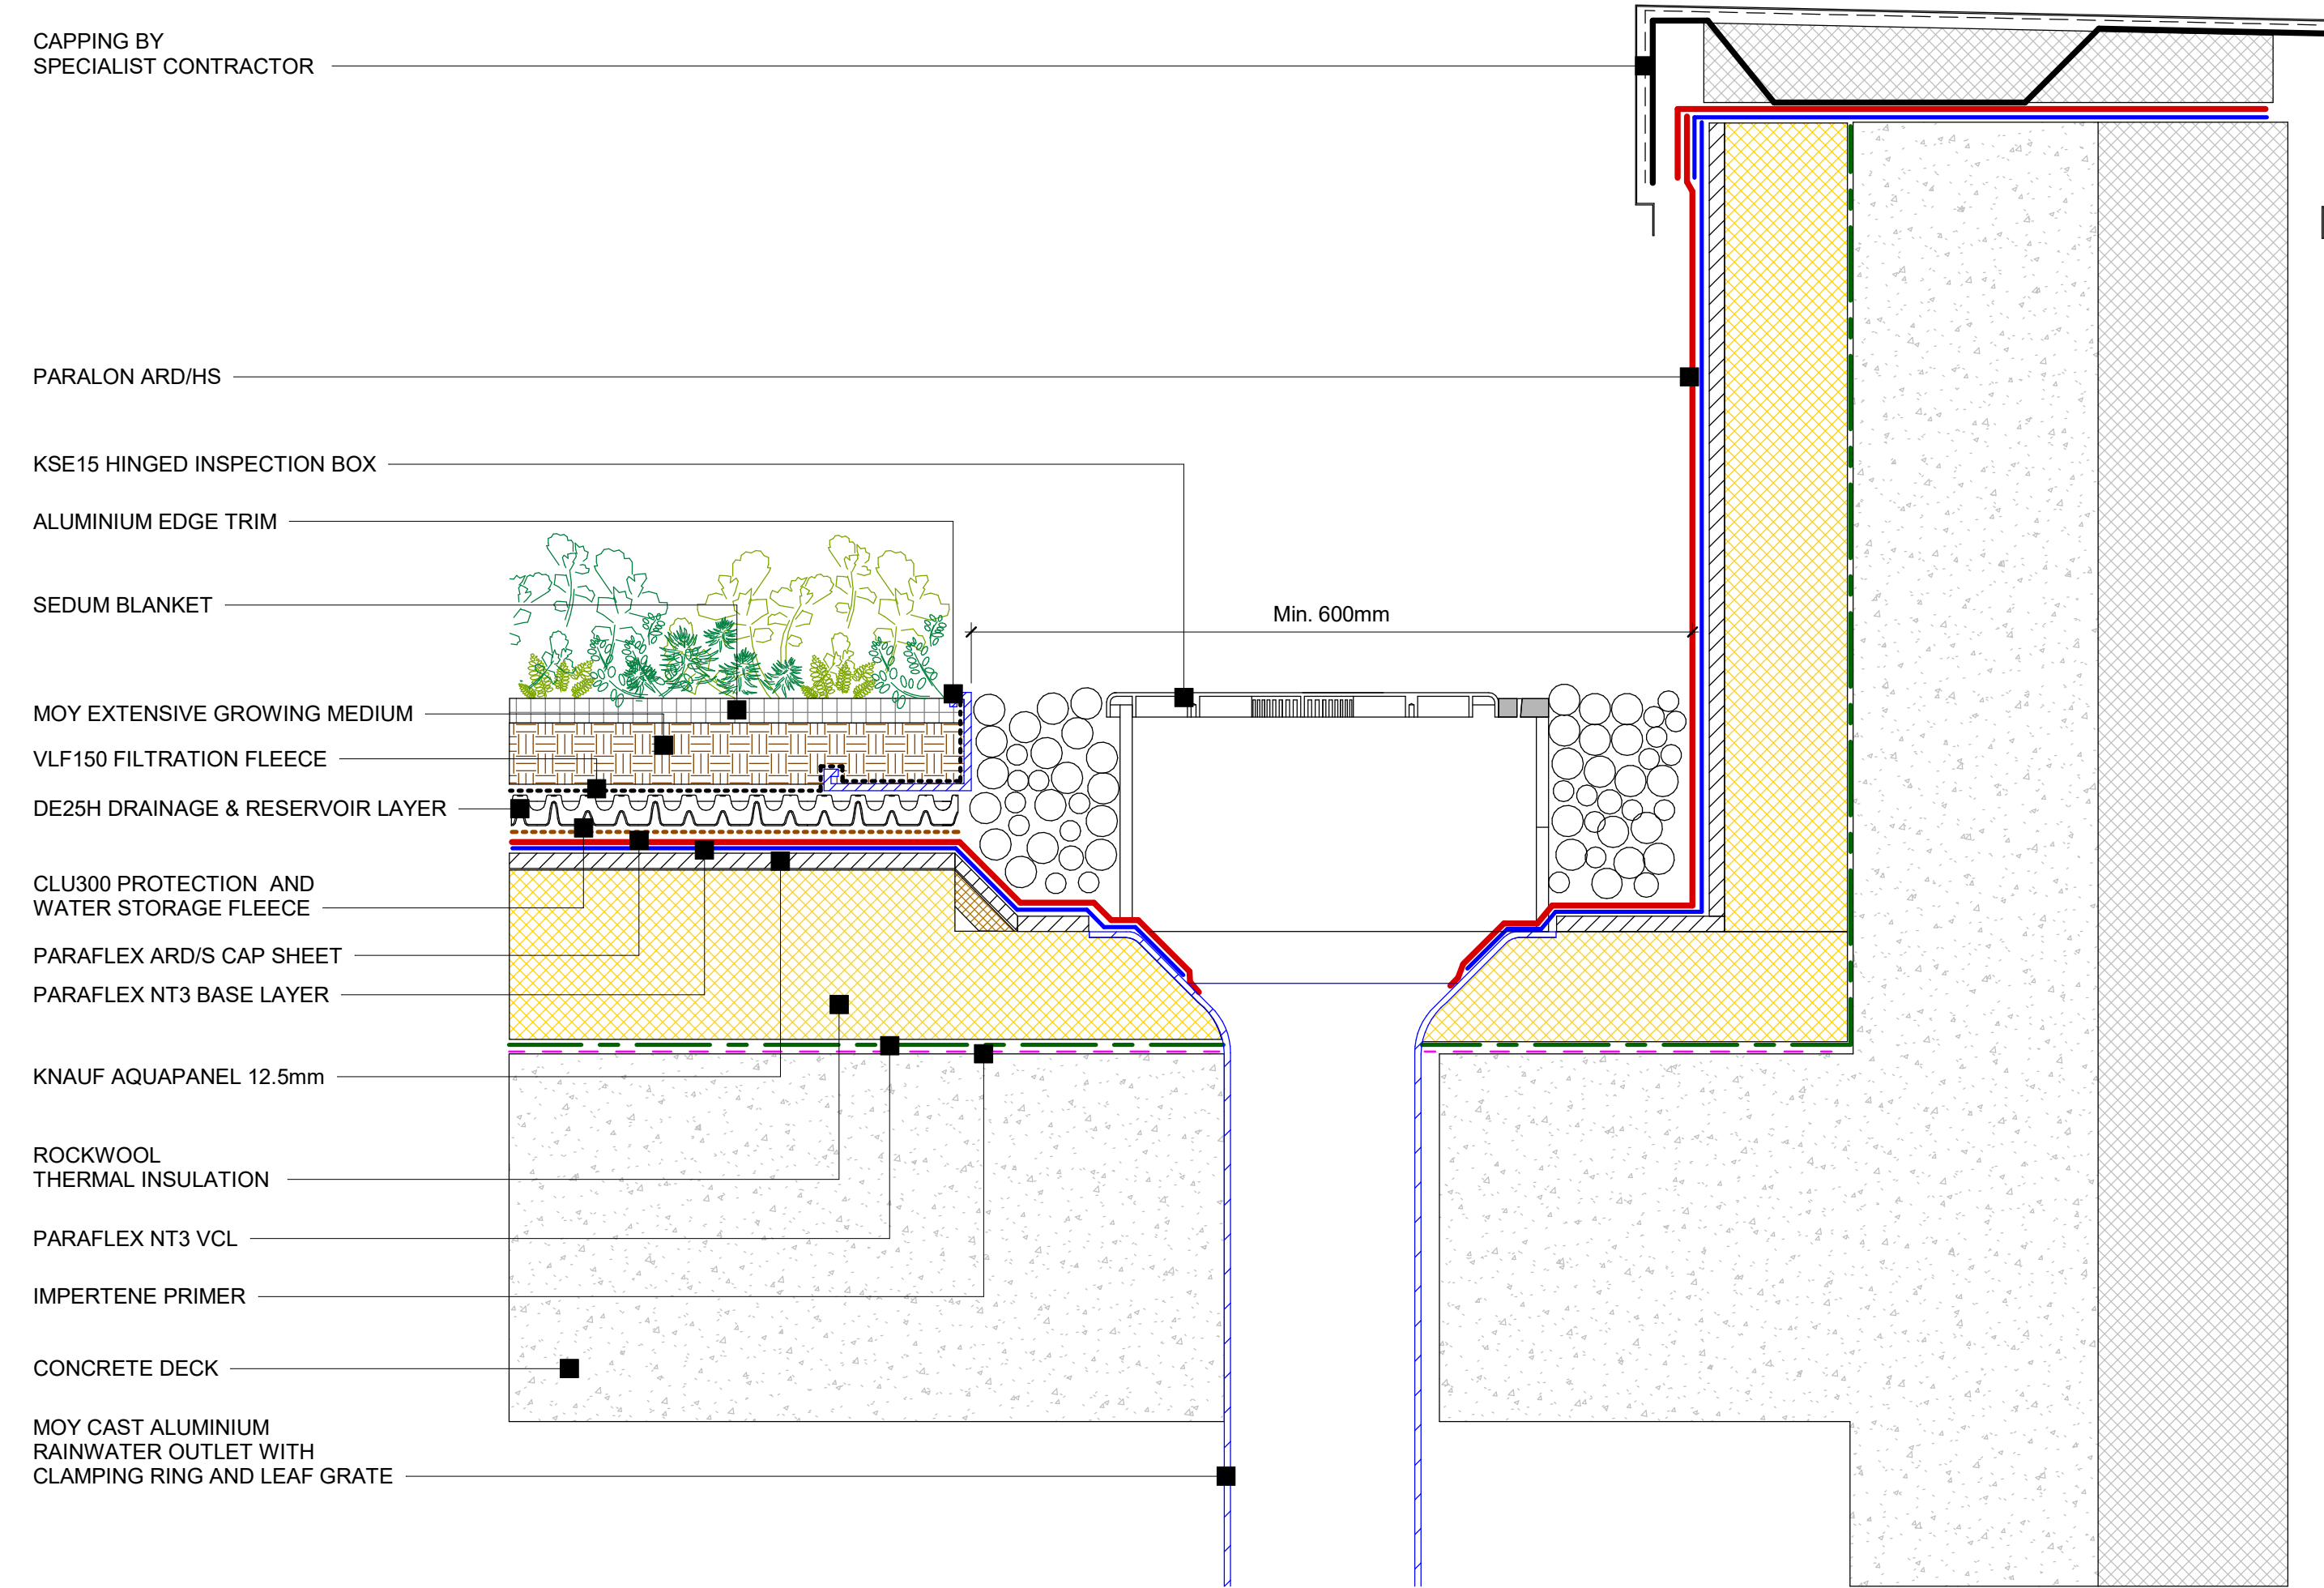 CAPPING BY
SPECIALIST CONTRACTOR
PARALON ARD/HS
KSE15 HINGED INSPECTION BOX
ALUMINIUM EDGE TRIM
SEDUM BLANKET
Min. 600mm
MOY EXTENSIVE GROWING MEDIUM
VLF150 FILTRATION FLEECE
DE25H DRAINAGE & RESERVOIR LAYER
CLU300 PROTECTION AND
WATER STORAGE FLEECE
PARAFLEX ARD/S CAP SHEET
PARAFLEX NT3 BASE LAYER
KNAUF AQUAPANEL 12.5mm
ROCKWOOL
THERMAL INSULATION
PARAFLEX NT3 VCL
IMPERTENE PRIMER
CONCRETE DECK
MOY CAST ALUMINIUM
RAINWATER OUTLET WITH
CLAMPING RING AND LEAF GRATE